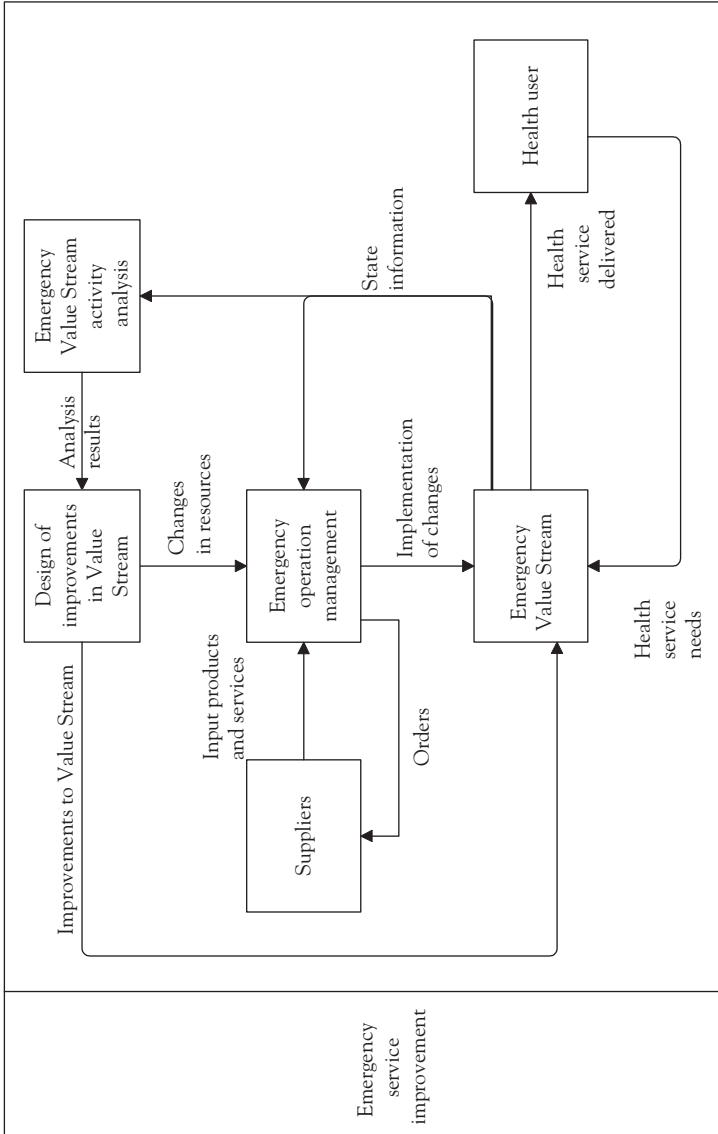 Emergency
service
improvement
Improvements to Value Stream
Design of
improvements
in Value
Stream
Analysis
results
Emergency
Value Stream
activity
analysis
Changes
in resources
Input products
and services
Suppliers
Orders
Emergency
operation
management
State
information
Implementation
of changes
Emergency
Value Stream
Health
service
delivered
Health user
Health
service
needs